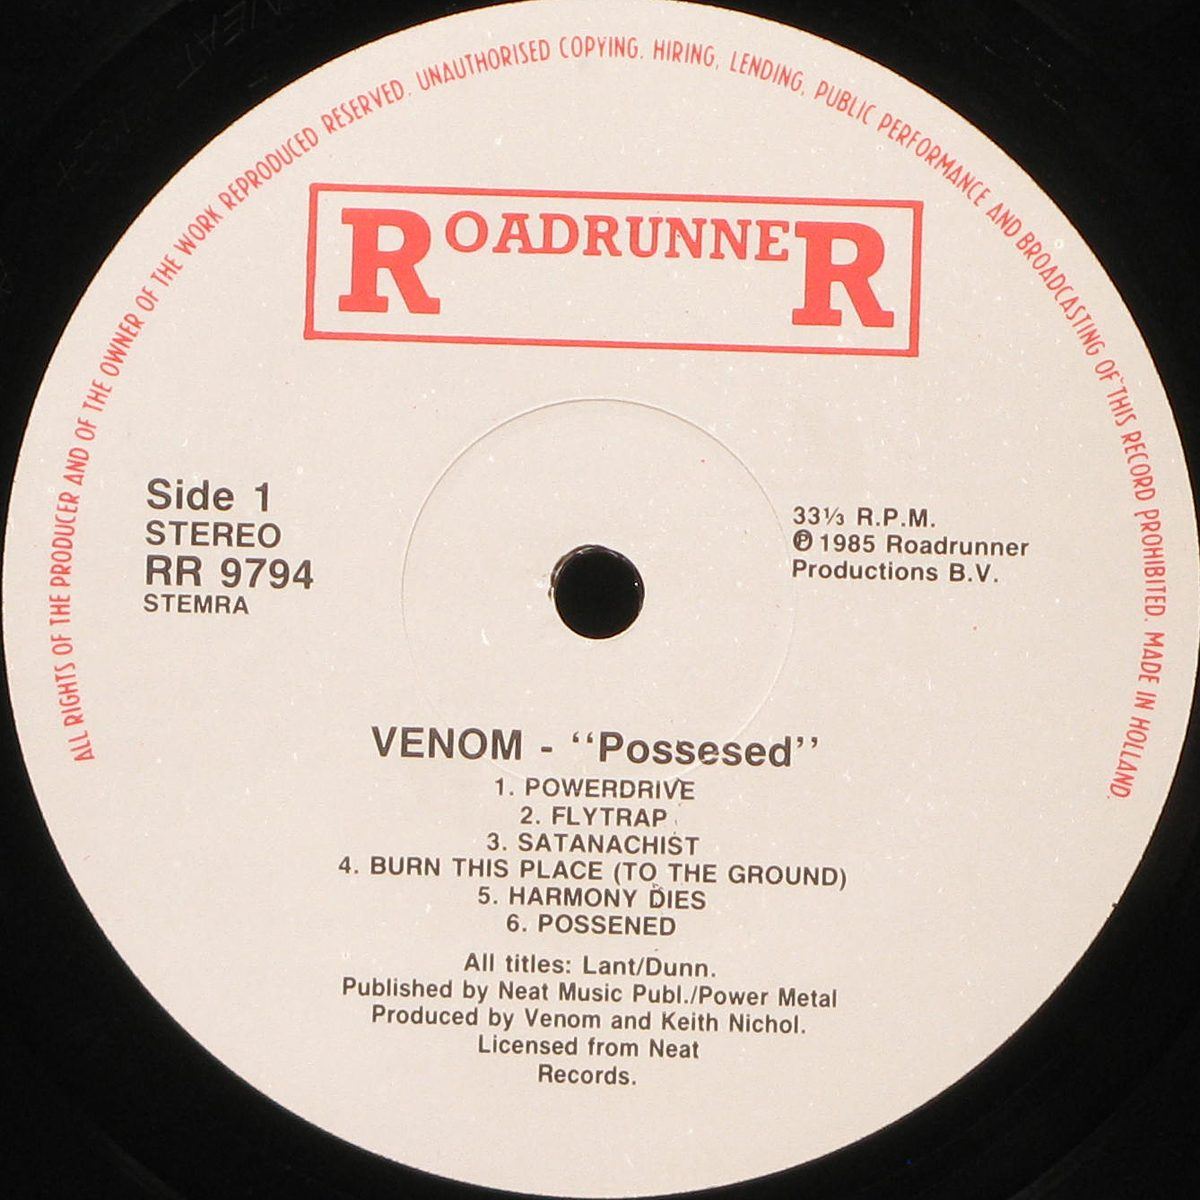 ALL RIGHTS OF THE PRODUCER AND OF THE OWNER OF THE WORK REPRODUCED RESERVED. UNAUTHORISED COPYING. HIRING, LENDING, PUBLIC PERFORMANCE AND BROADCASTING OF THIS RECORD PROHIBITED. MADE IN HOLLAND.
ROADRUNNER
Side 1
STEREO
RR 9794
STEMRA
33⅓ R.P.M.
℗ 1985 Roadrunner
Productions B.V.
VENOM - “Possesed”
1. POWERDRIVE
2. FLYTRAP
3. SATANACHIST
4. BURN THIS PLACE (TO THE GROUND)
5. HARMONY DIES
6. POSSENED
All titles: Lant/Dunn.
Published by Neat Music Publ./Power Metal
Produced by Venom and Keith Nichol.
Licensed from Neat
Records.